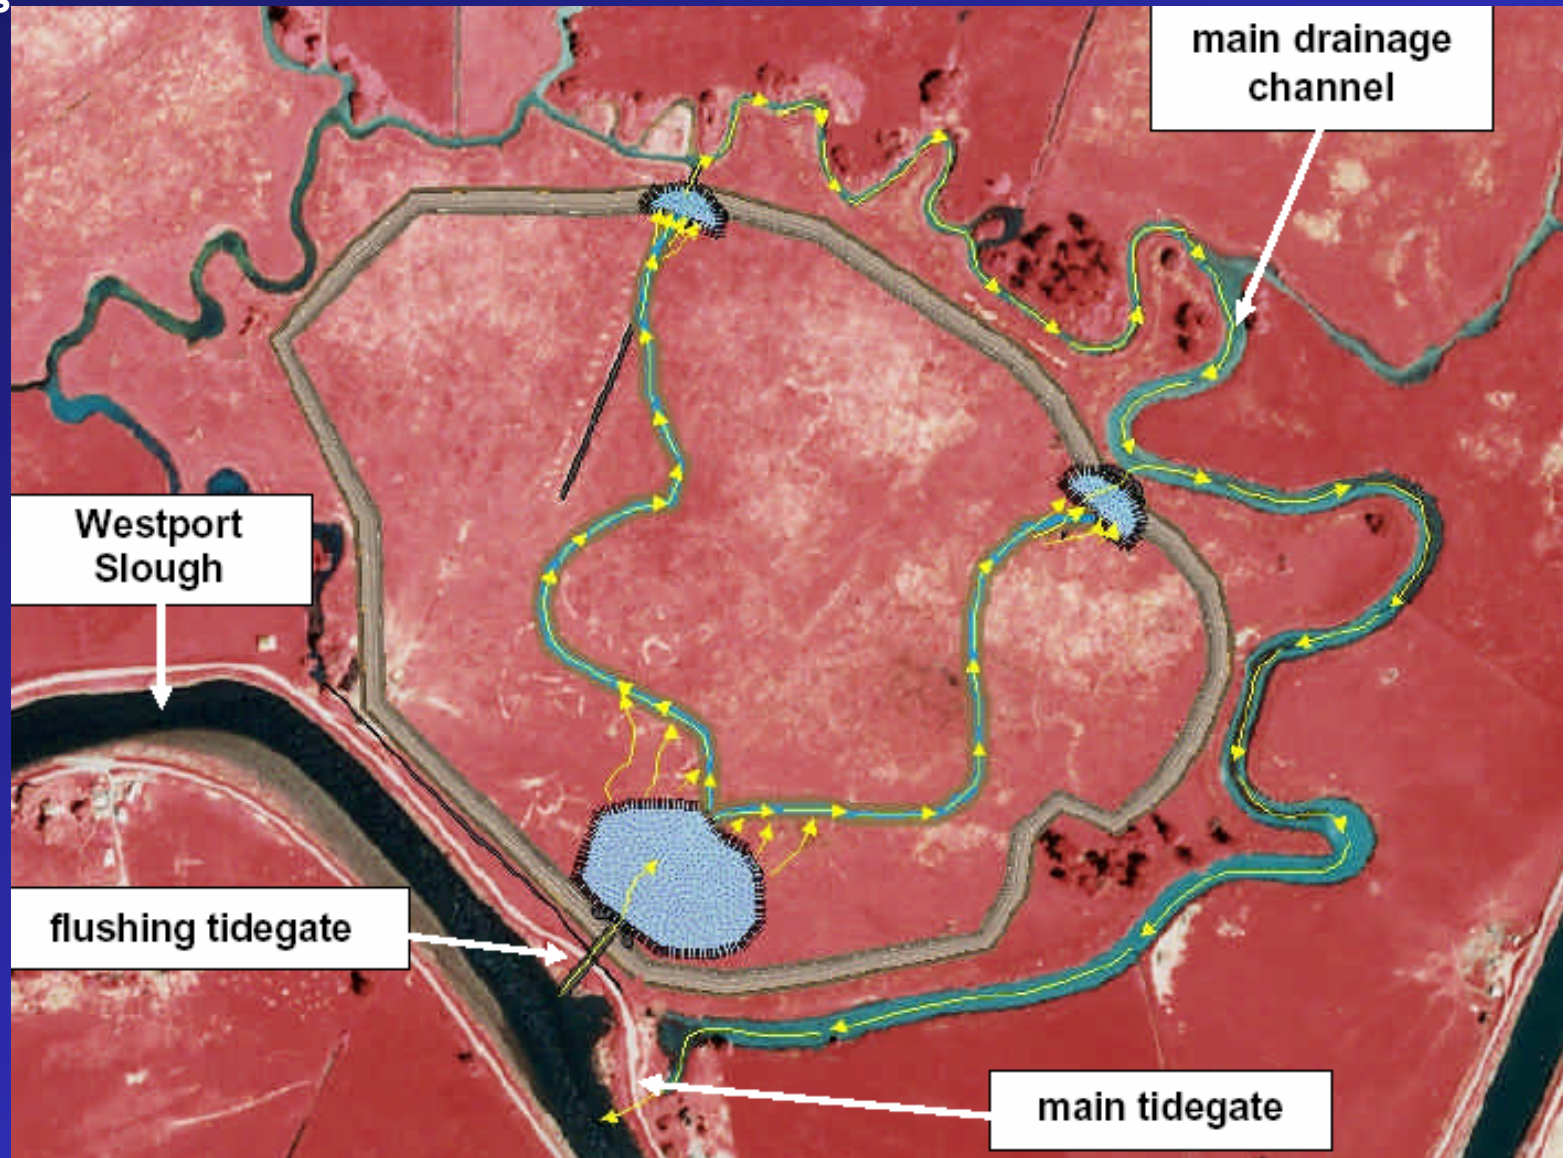 main drainage
channel
Westport
Slough
flushing tidegate
main tidegate